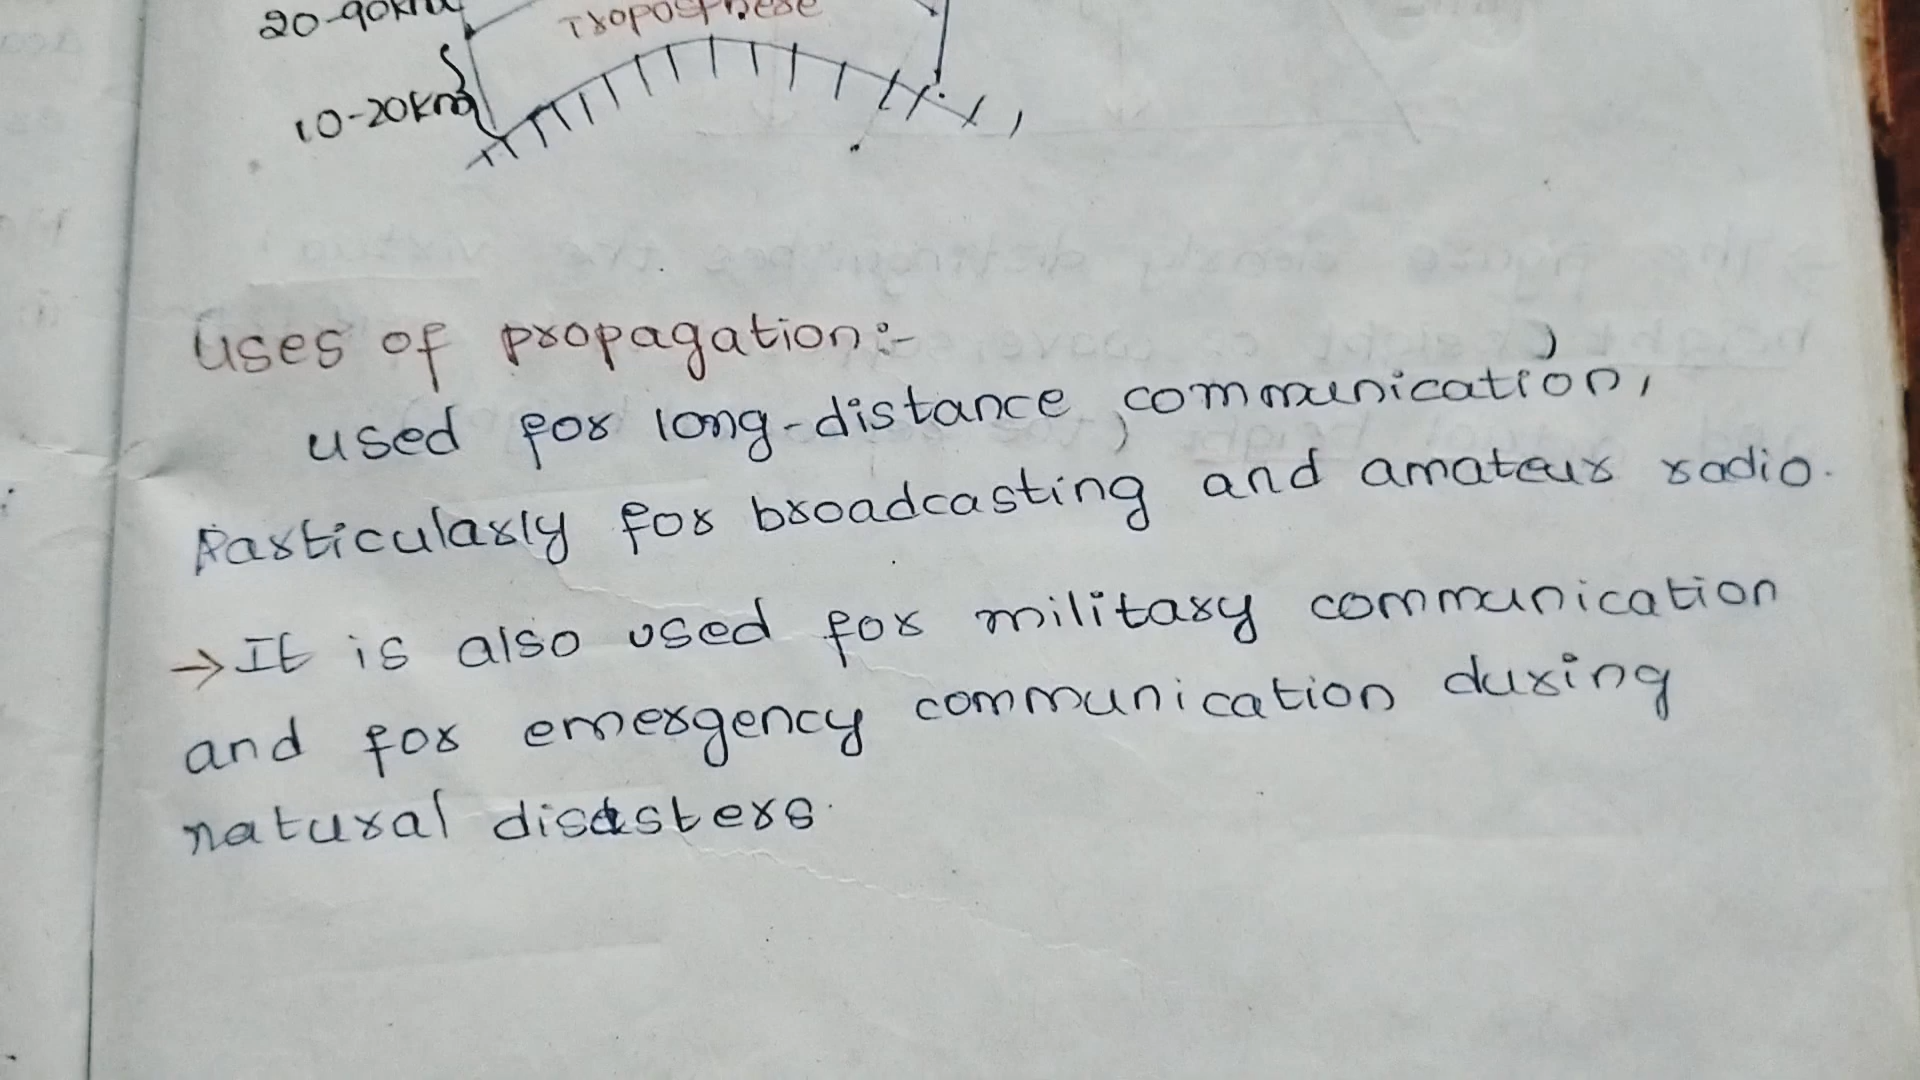 20-90km
Troposphere
10-20km
Uses of propagation:-
used for long-distance communication,
Particularly for broadcasting and amateur radio.
→ It is also used for military communication
and for emergency communication during
natural disasters.